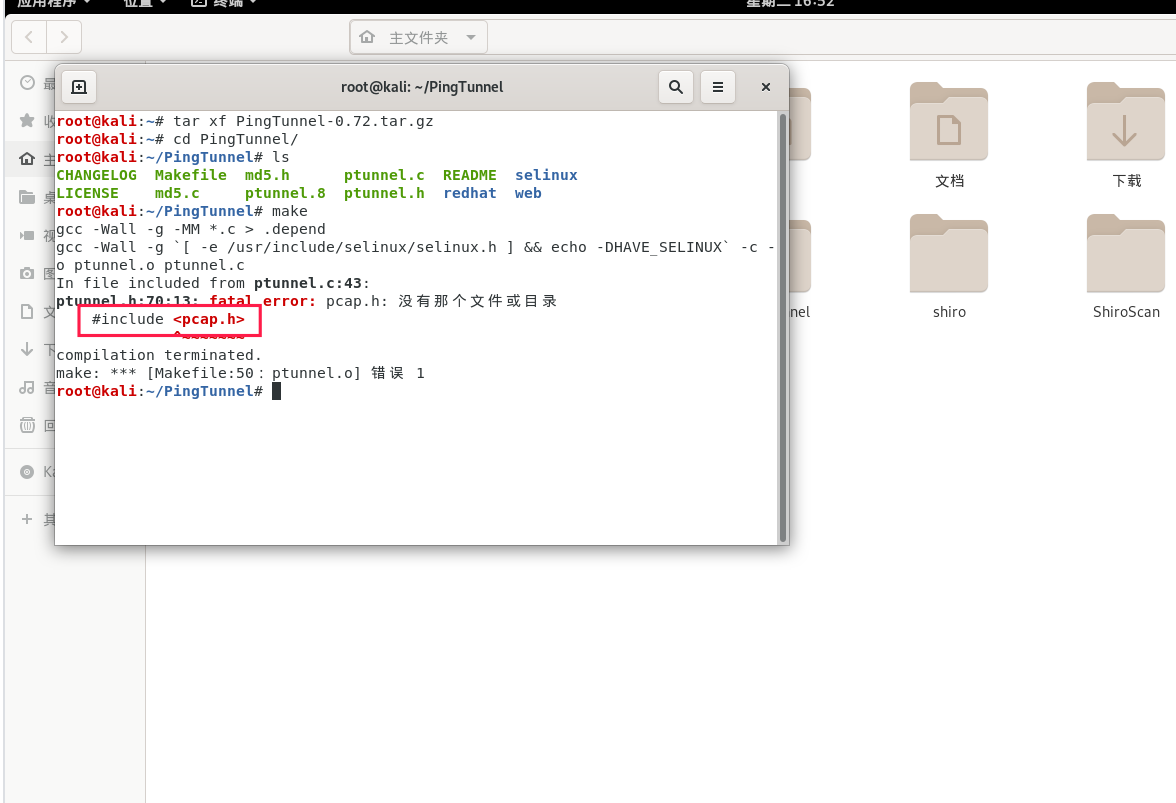 应用程序 位置 终端 星期二 16:52
主文件夹
root@kali: ~/PingTunnel
root@kali:~# tar xf PingTunnel-0.72.tar.gz
root@kali:~# cd PingTunnel/
root@kali:~/PingTunnel# ls
CHANGELOG Makefile md5.h ptunnel.c README selinux
LICENSE md5.c ptunnel.8 ptunnel.h redhat web
root@kali:~/PingTunnel# make
gcc -Wall -g -MM *.c > .depend
gcc -Wall -g `[ -e /usr/include/selinux/selinux.h ] && echo -DHAVE_SELINUX` -c -
o ptunnel.o ptunnel.c
In file included from ptunnel.c:43:
ptunnel.h:70:13: fatal error: pcap.h: 没有那个文件或目录
#include <pcap.h>
^~~~~~~~
compilation terminated.
make: *** [Makefile:50：ptunnel.o] 错误 1
root@kali:~/PingTunnel#
最
收
主
桌
视
图
文
下
音
回
Ka
其
文档
下载
nel
shiro
ShiroScan